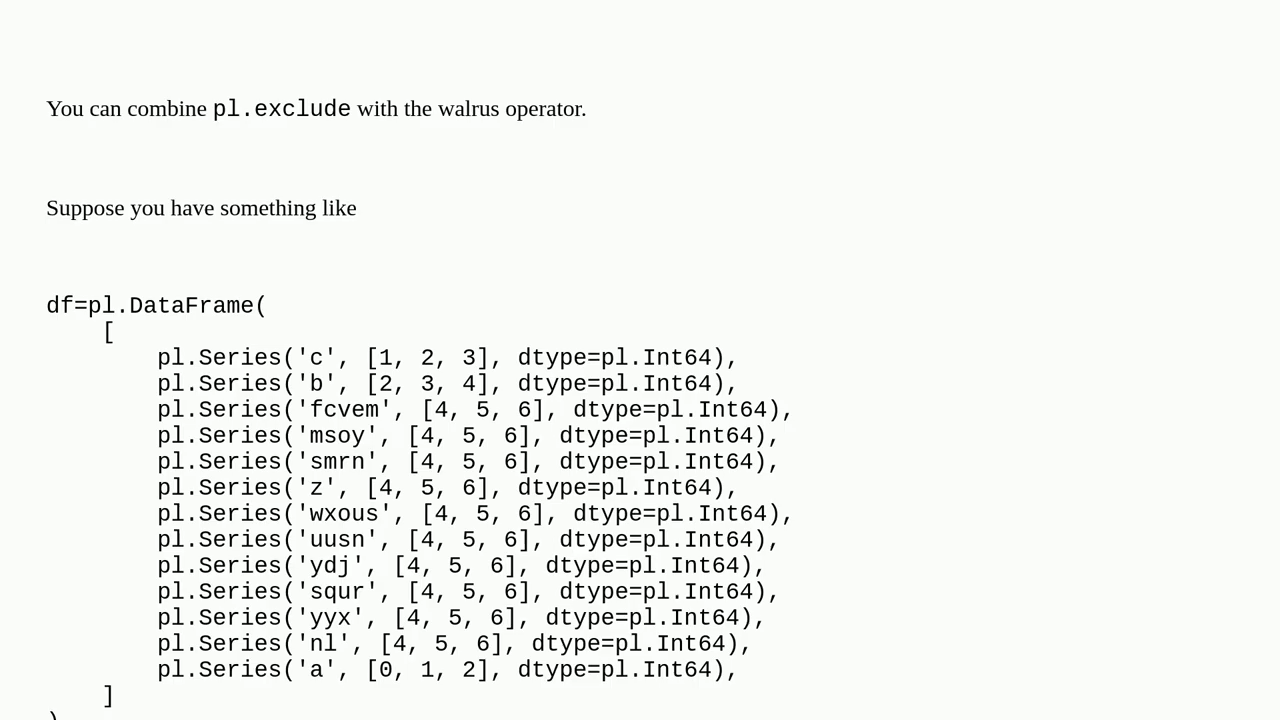 You can combine pl.exclude with the walrus operator.
Suppose you have something like
df=pl.DataFrame(
    [
        pl.Series('c', [1, 2, 3], dtype=pl.Int64),
        pl.Series('b', [2, 3, 4], dtype=pl.Int64),
        pl.Series('fcvem', [4, 5, 6], dtype=pl.Int64),
        pl.Series('msoy', [4, 5, 6], dtype=pl.Int64),
        pl.Series('smrn', [4, 5, 6], dtype=pl.Int64),
        pl.Series('z', [4, 5, 6], dtype=pl.Int64),
        pl.Series('wxous', [4, 5, 6], dtype=pl.Int64),
        pl.Series('uusn', [4, 5, 6], dtype=pl.Int64),
        pl.Series('ydj', [4, 5, 6], dtype=pl.Int64),
        pl.Series('squr', [4, 5, 6], dtype=pl.Int64),
        pl.Series('yyx', [4, 5, 6], dtype=pl.Int64),
        pl.Series('nl', [4, 5, 6], dtype=pl.Int64),
        pl.Series('a', [0, 1, 2], dtype=pl.Int64),
    ]
)